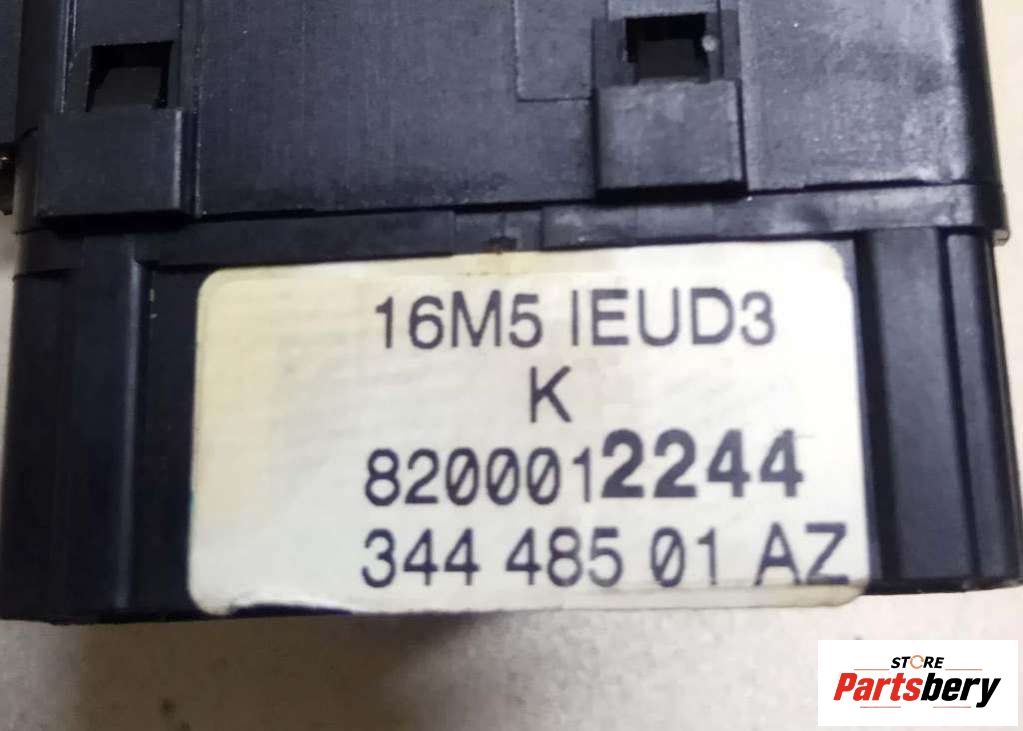 16M5 IEUD3
K
8200012244
344 485 01 AZ
STORE
Partsbery